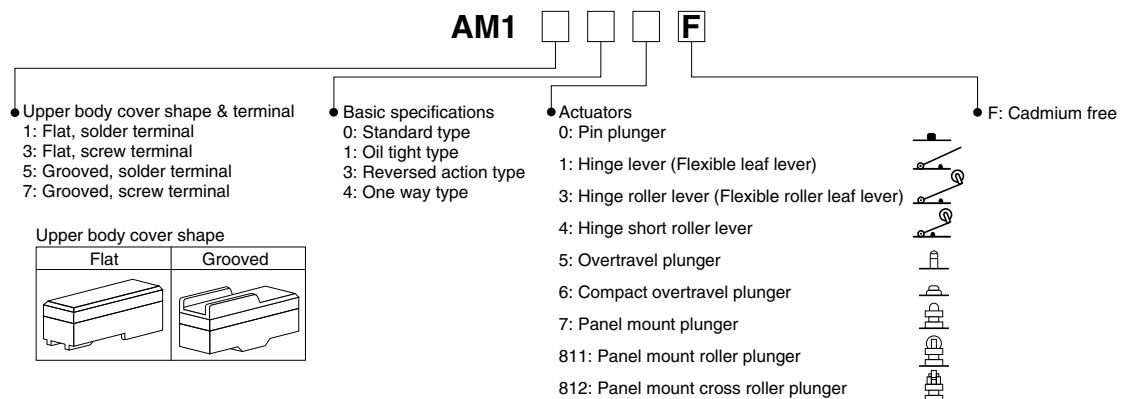 AM1 F
Upper body cover shape & terminal
1: Flat, solder terminal
3: Flat, screw terminal
5: Grooved, solder terminal
7: Grooved, screw terminal
Basic specifications
0: Standard type
1: Oil tight type
3: Reversed action type
4: One way type
Actuators
0: Pin plunger
1: Hinge lever (Flexible leaf lever)
3: Hinge roller lever (Flexible roller leaf lever)
4: Hinge short roller lever
5: Overtravel plunger
6: Compact overtravel plunger
7: Panel mount plunger
811: Panel mount roller plunger
812: Panel mount cross roller plunger
F: Cadmium free
Upper body cover shape
Flat Grooved